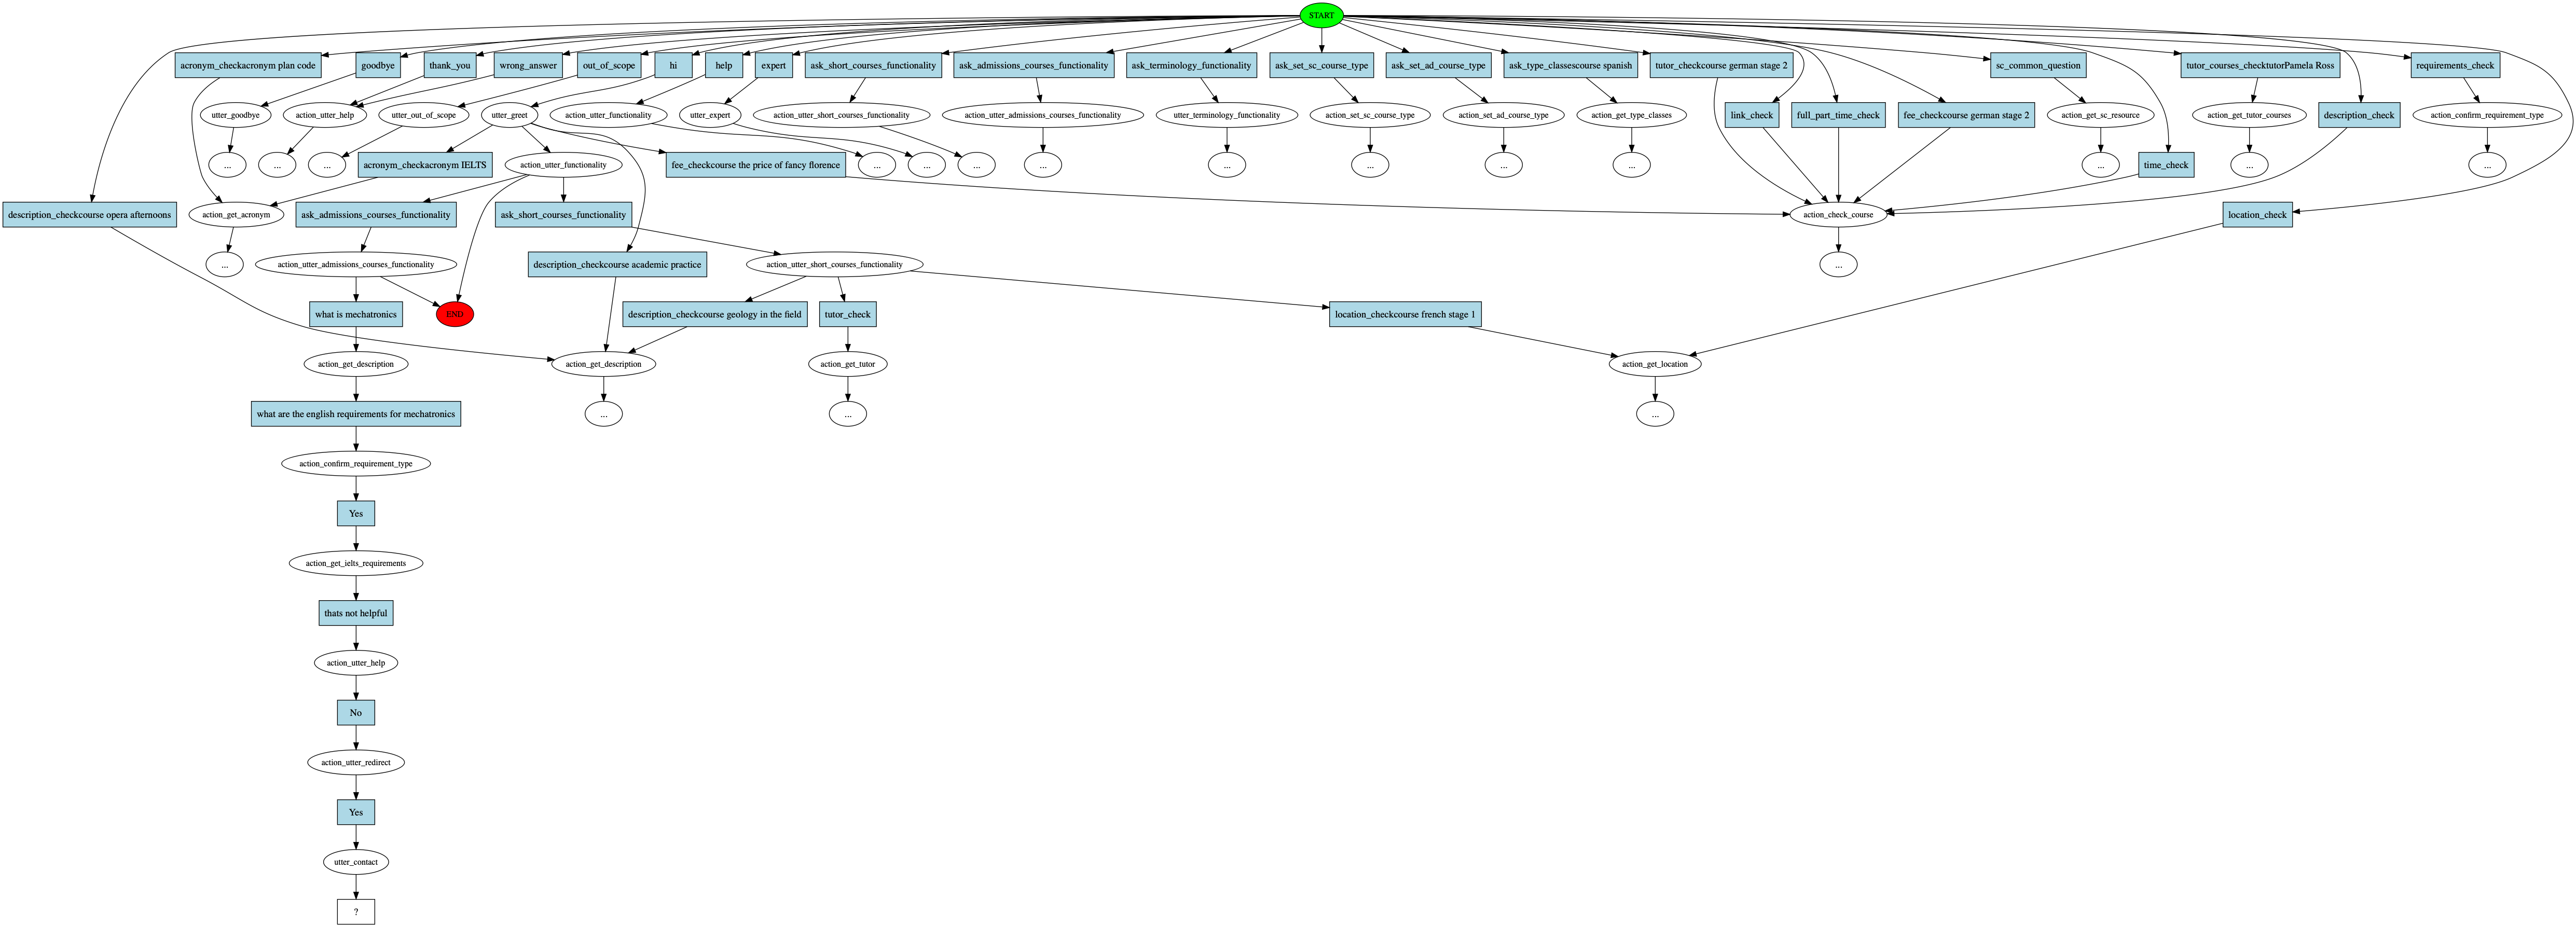 START
acronym_checkacronym plan code
goodbye
thank_you
wrong_answer
out_of_scope
hi
help
expert
ask_short_courses_functionality
ask_admissions_courses_functionality
ask_terminology_functionality
ask_set_sc_course_type
ask_set_ad_course_type
ask_type_classescourse spanish
tutor_checkcourse german stage 2
sc_common_question
tutor_courses_checktutorPamela Ross
requirements_check
utter_goodbye
action_utter_help
utter_out_of_scope
utter_greet
action_utter_functionality
utter_expert
action_utter_short_courses_functionality
action_utter_admissions_courses_functionality
utter_terminology_functionality
action_set_sc_course_type
action_set_ad_course_type
action_get_type_classes
link_check
full_part_time_check
fee_checkcourse german stage 2
action_get_sc_resource
action_get_tutor_courses
description_check
action_confirm_requirement_type
...
...
...
acronym_checkacronym IELTS
action_utter_functionality
fee_checkcourse the price of fancy florence
...
...
...
...
...
...
...
...
...
time_check
...
...
description_checkcourse opera afternoons
action_get_acronym
ask_admissions_courses_functionality
ask_short_courses_functionality
action_check_course
location_check
...
action_utter_admissions_courses_functionality
description_checkcourse academic practice
action_utter_short_courses_functionality
...
what is mechatronics
END
description_checkcourse geology in the field
tutor_check
location_checkcourse french stage 1
action_get_description
action_get_description
action_get_tutor
action_get_location
what are the english requirements for mechatronics
...
...
...
action_confirm_requirement_type
Yes
action_get_ielts_requirements
thats not helpful
action_utter_help
No
action_utter_redirect
Yes
utter_contact
?